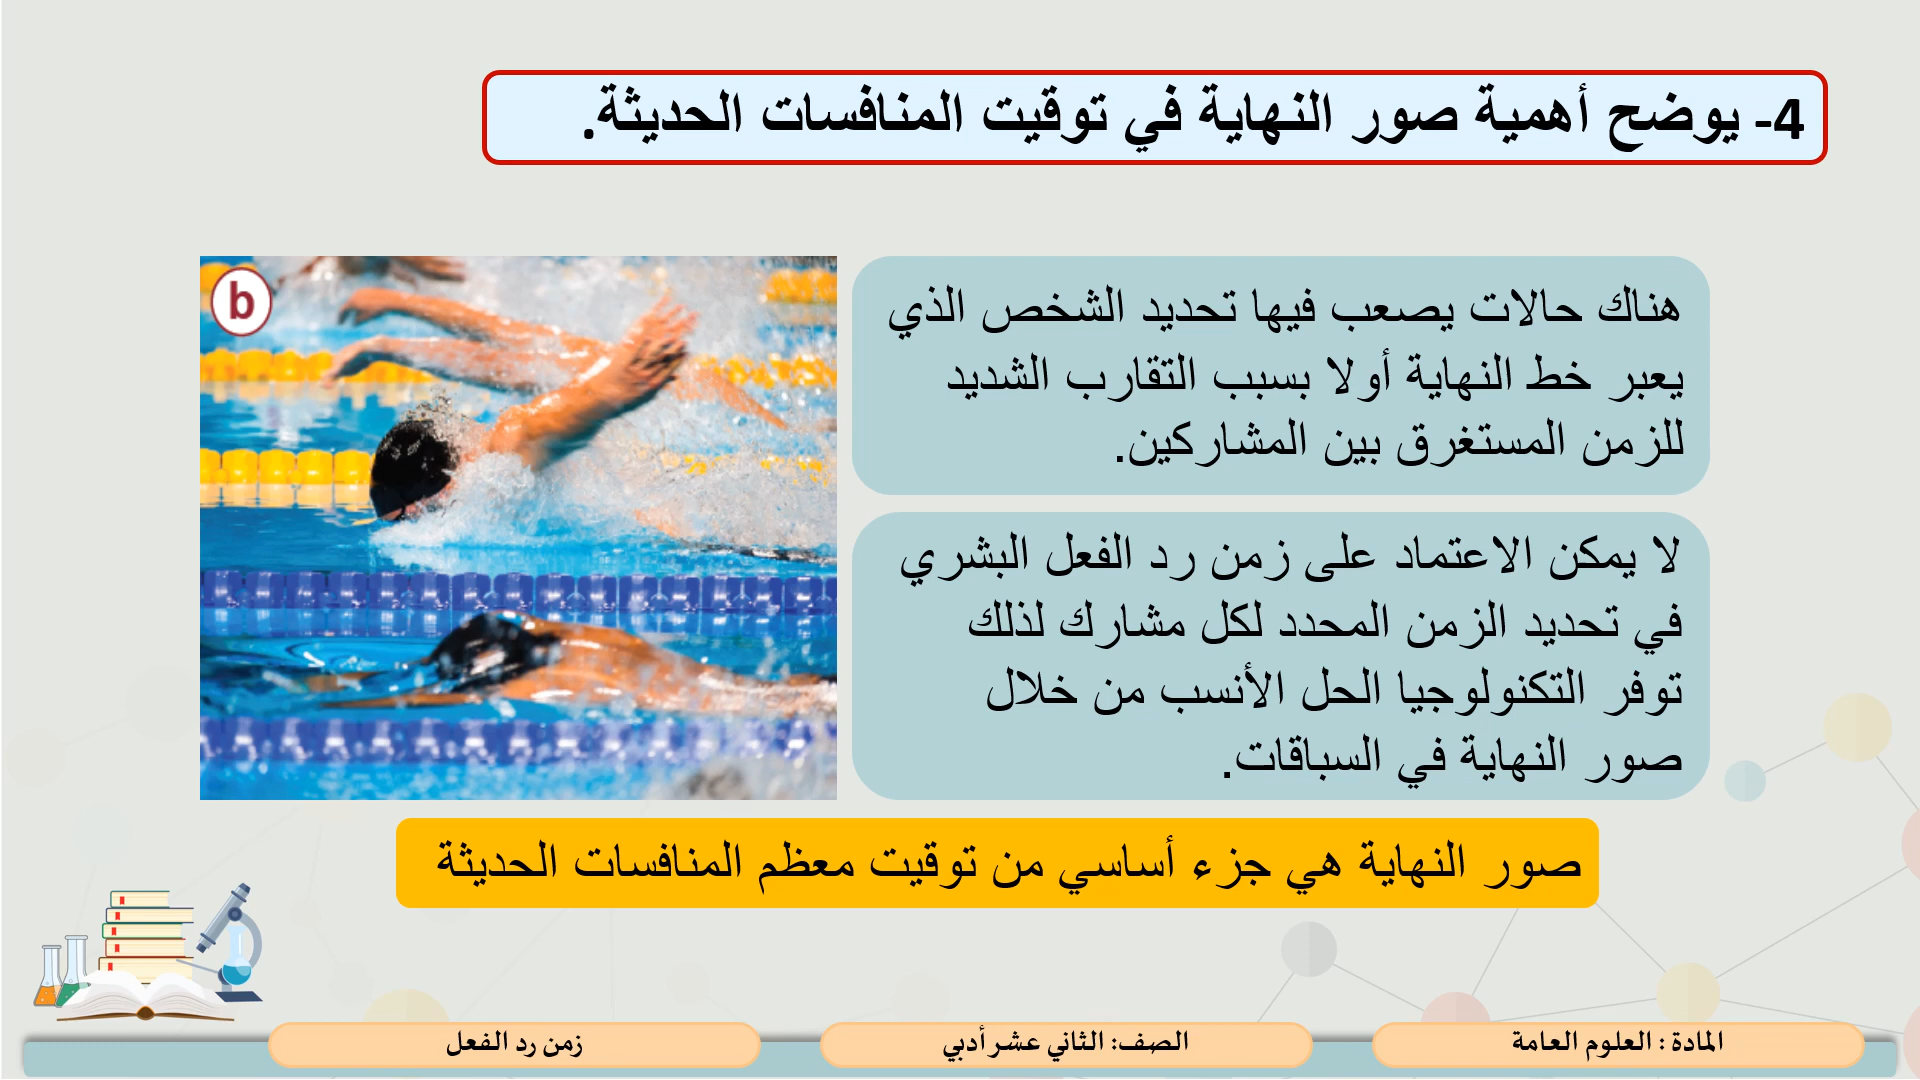 4- يوضح أهمية صور النهاية في توقيت المنافسات الحديثة.
هناك حالات يصعب فيها تحديد الشخص الذي
يعبر خط النهاية أولا بسبب التقارب الشديد
للزمن المستغرق بين المشاركين.
b
لا يمكن الاعتماد على زمن رد الفعل البشري
في تحديد الزمن المحدد لكل مشارك لذلك
توفر التكنولوجيا الحل الأنسب من خلال
صور النهاية في السباقات.
صور النهاية هي جزء أساسي من توقيت معظم المنافسات الحديثة
المادة : العلوم العامة
الصف: الثاني عشر أدبي
زمن رد الفعل